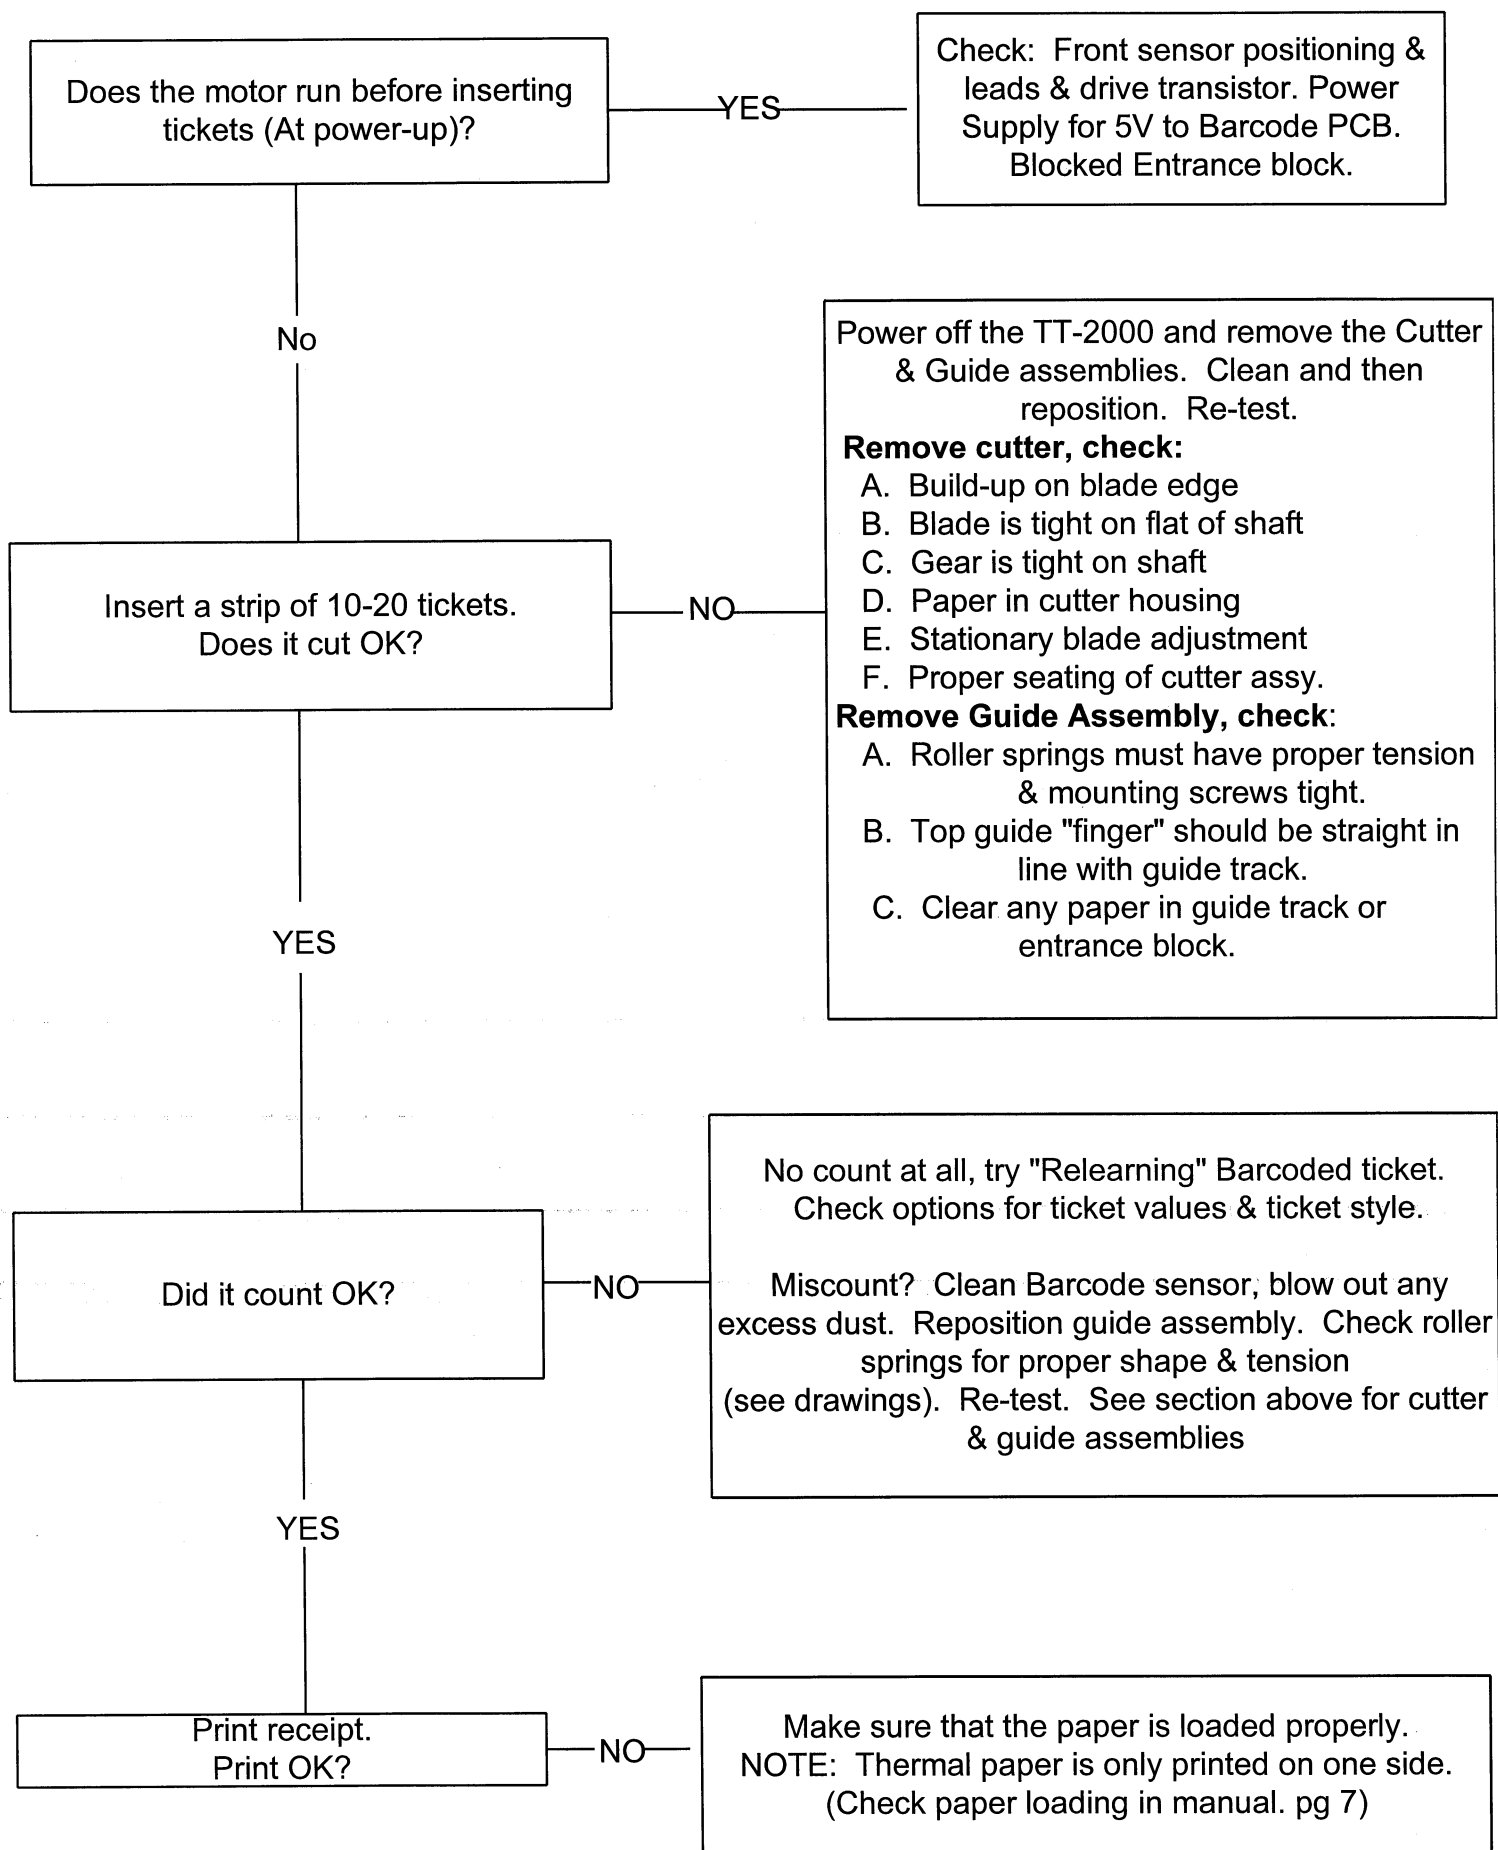 Does the motor run before inserting
tickets (At power-up)?
YES
Check:  Front sensor positioning &
leads & drive transistor. Power
Supply for 5V to Barcode PCB.
Blocked Entrance block.
No
Insert a strip of 10-20 tickets.
Does it cut OK?
NO
Power off the TT-2000 and remove the Cutter
& Guide assemblies.  Clean and then
reposition.  Re-test.
Remove cutter, check:
A.  Build-up on blade edge
B.  Blade is tight on flat of shaft
C.  Gear is tight on shaft
D.  Paper in cutter housing
E.  Stationary blade adjustment
F.  Proper seating of cutter assy.
Remove Guide Assembly, check:
A.  Roller springs must have proper tension
& mounting screws tight.
B.  Top guide "finger" should be straight in
line with guide track.
C.  Clear any paper in guide track or
entrance block.
YES
Did it count OK?
NO
No count at all, try "Relearning" Barcoded ticket.
Check options for ticket values & ticket style.
Miscount?  Clean Barcode sensor, blow out any
excess dust.  Reposition guide assembly.  Check roller
springs for proper shape & tension
(see drawings).  Re-test.  See section above for cutter
& guide assemblies
YES
Print receipt.
Print OK?
NO
Make sure that the paper is loaded properly.
NOTE:  Thermal paper is only printed on one side.
(Check paper loading in manual. pg 7)